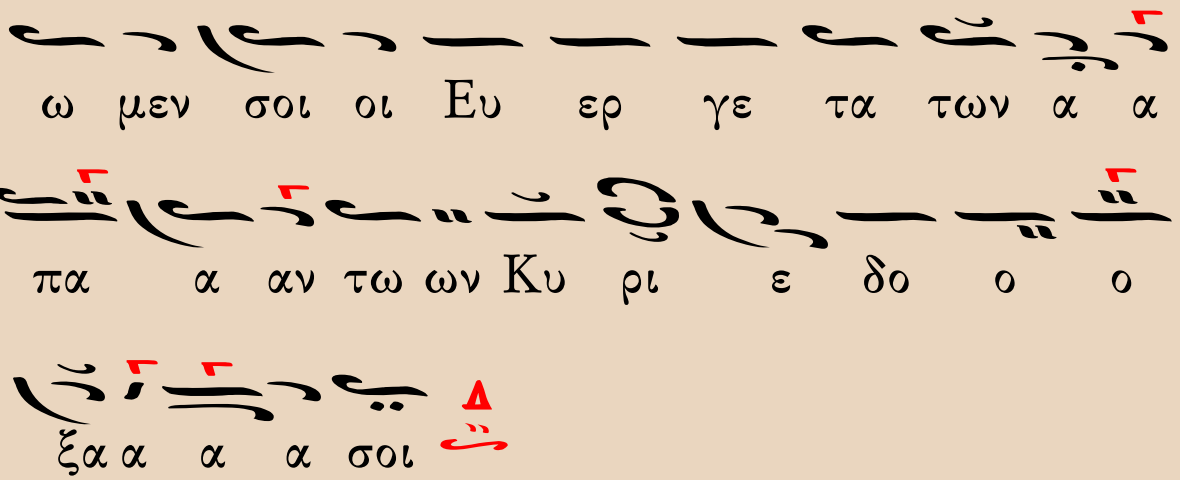 ω μεν σοι οι Ευ ερ γε τα των α α
πα α αν τω ων Κυ ρι ε δο ο ο
ξα α α α σοι Δ